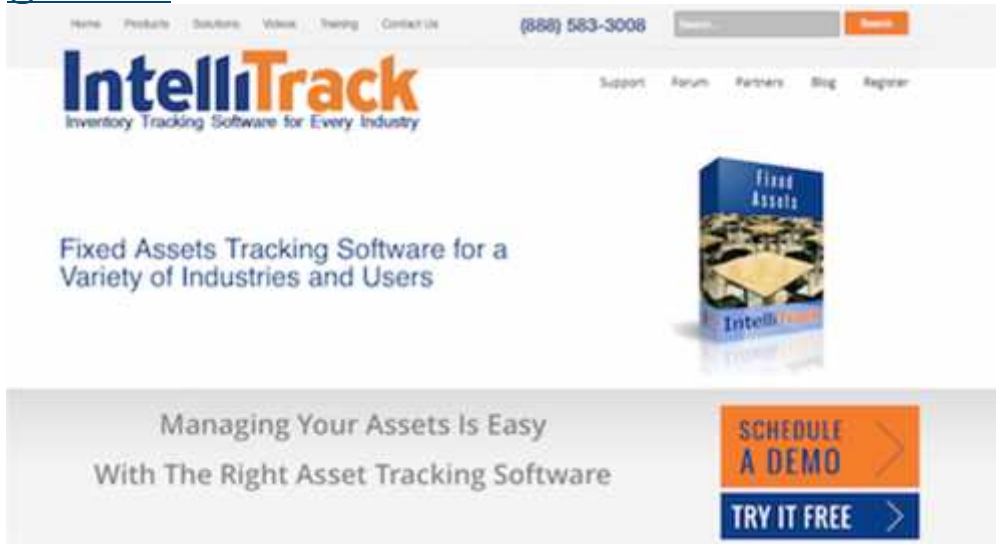 Home Products Solutions Videos Training Contact Us
(888) 583-3008
Search...
Search
IntelliTrack
Inventory Tracking Software for Every Industry
Support Forum Partners Blog Register
Fixed
Assets
Fixed Assets Tracking Software for a
Variety of Industries and Users
IntelliTrack
Managing Your Assets Is Easy
With The Right Asset Tracking Software
SCHEDULE
A DEMO
TRY IT FREE